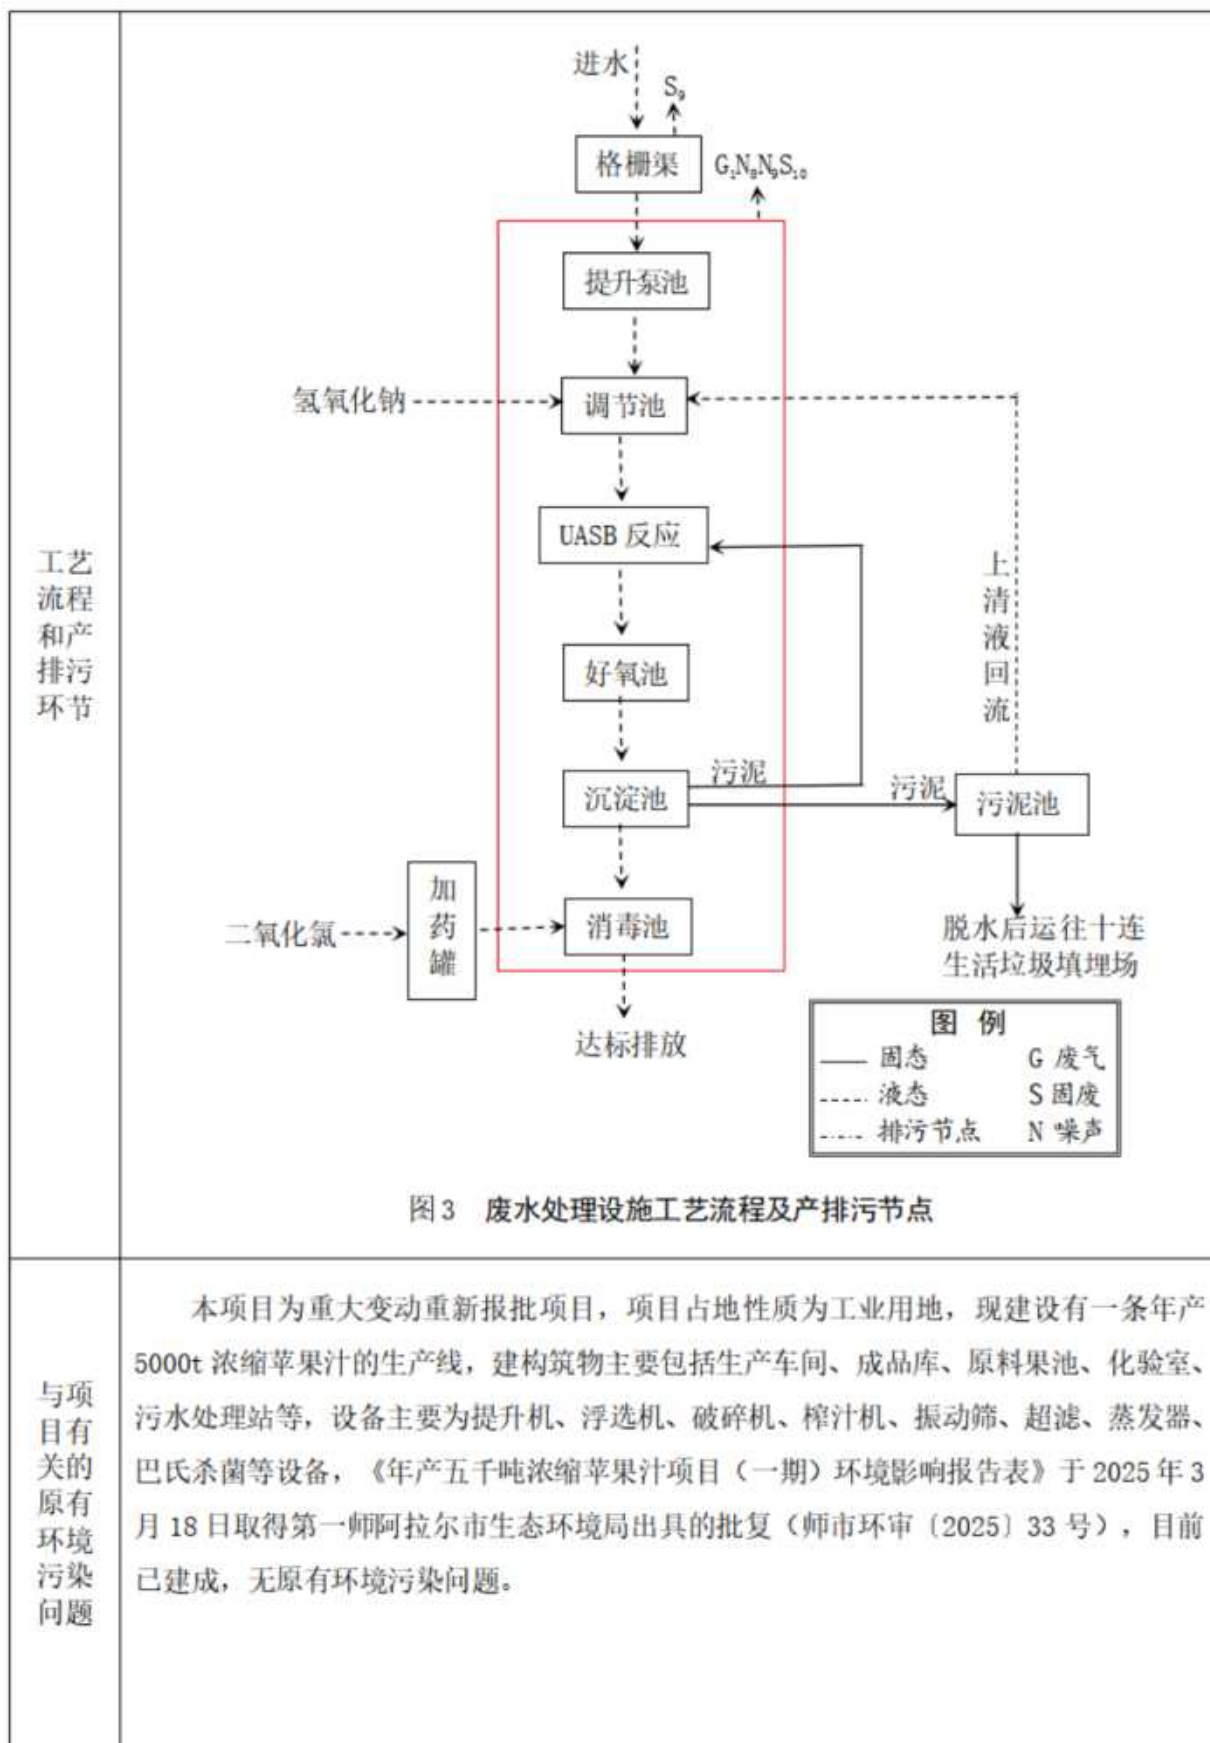 进水
S₉
格栅渠
G₂N₈N₉S₁₀
提升泵池
氢氧化钠
调节池
UASB 反应
上清液回流
好氧池
污泥
沉淀池
污泥
污泥池
加药罐
二氧化氯
消毒池
脱水后运往十连
生活垃圾填埋场
达标排放
图 例
固态 G 废气
液态 S 固废
排污节点 N 噪声
图3 废水处理设施工艺流程及产排污节点
工艺
流程
和产
排污
环节
本项目为重大变动重新报批项目，项目占地性质为工业用地，现建设有一条年产
5000t 浓缩苹果汁的生产线，建构筑物主要包括生产车间、成品库、原料果池、化验室、
污水处理站等，设备主要为提升机、浮选机、破碎机、榨汁机、振动筛、超滤、蒸发器、
巴氏杀菌等设备，《年产五千吨浓缩苹果汁项目（一期）环境影响报告表》于 2025 年 3
月 18 日取得第一师阿拉尔市生态环境局出具的批复（师市环审〔2025〕33 号），目前
已建成，无原有环境污染问题。
与项
目有
关的
原有
环境
污染
问题